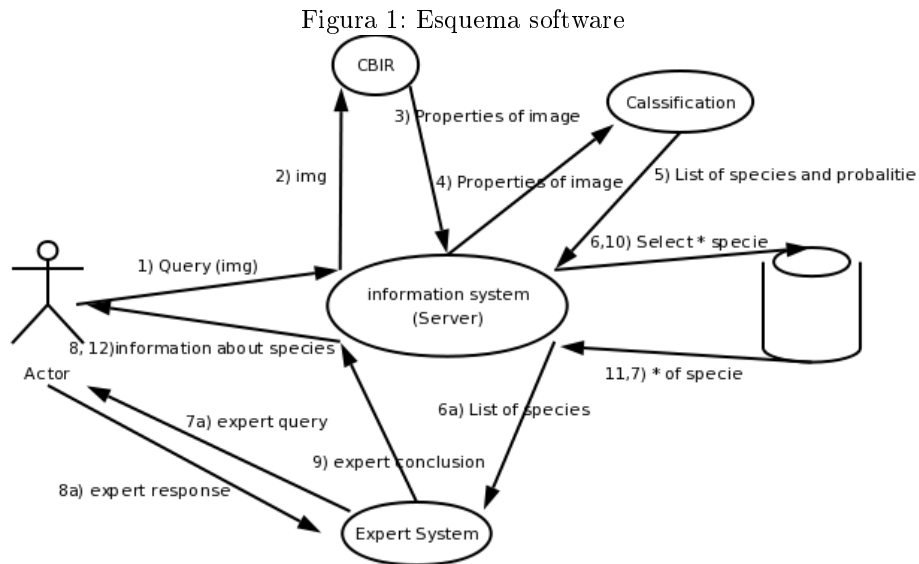 Figura 1: Esquema software
CBIR
Calssification
3) Properties of image
2) img
4) Properties of image
5) List of species and probalitie
6,10) Select * specie
1) Query (img)
information system
(Server)
8, 12)information about species
Actor
11,7) * of specie
6a) List of species
7a) expert query
9) expert conclusion
8a) expert response
Expert System